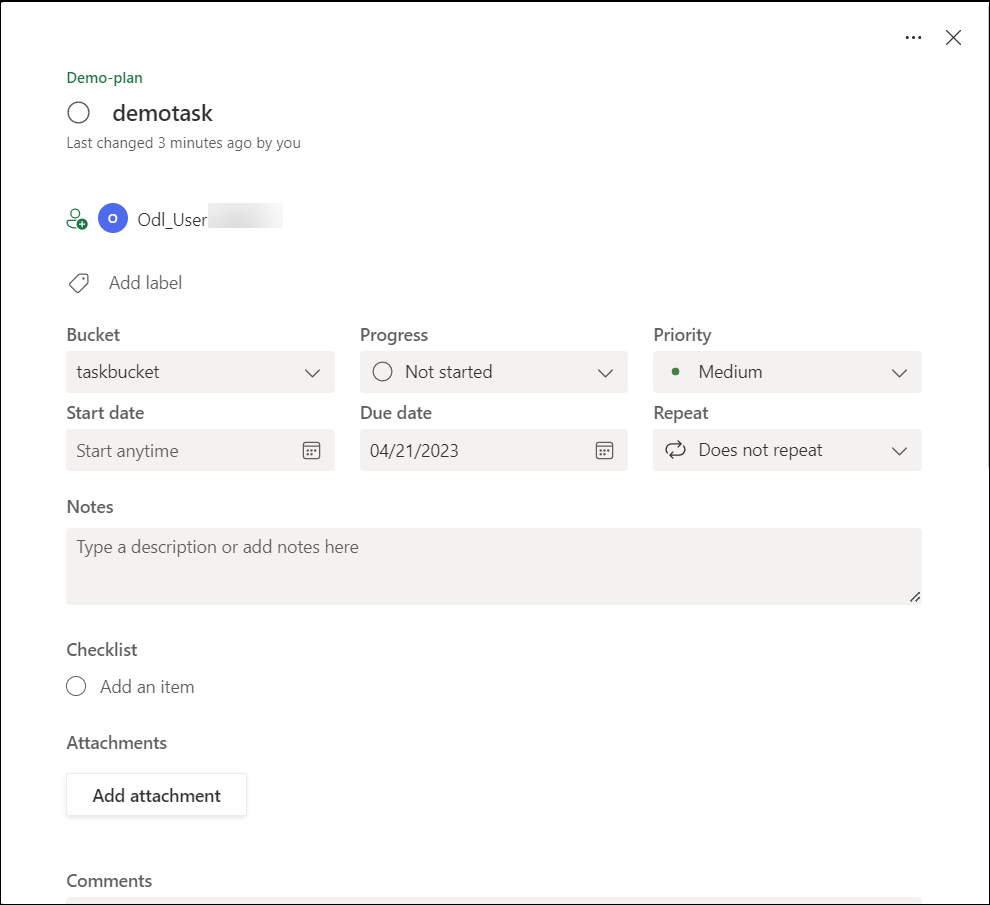 Demo-plan
demotask
Last changed 3 minutes ago by you
O Odl_User
Add label
Bucket Progress Priority
taskbucket Not started Medium
Start date Due date Repeat
Start anytime 04/21/2023 Does not repeat
Notes
Type a description or add notes here
Checklist
Add an item
Attachments
Add attachment
Comments